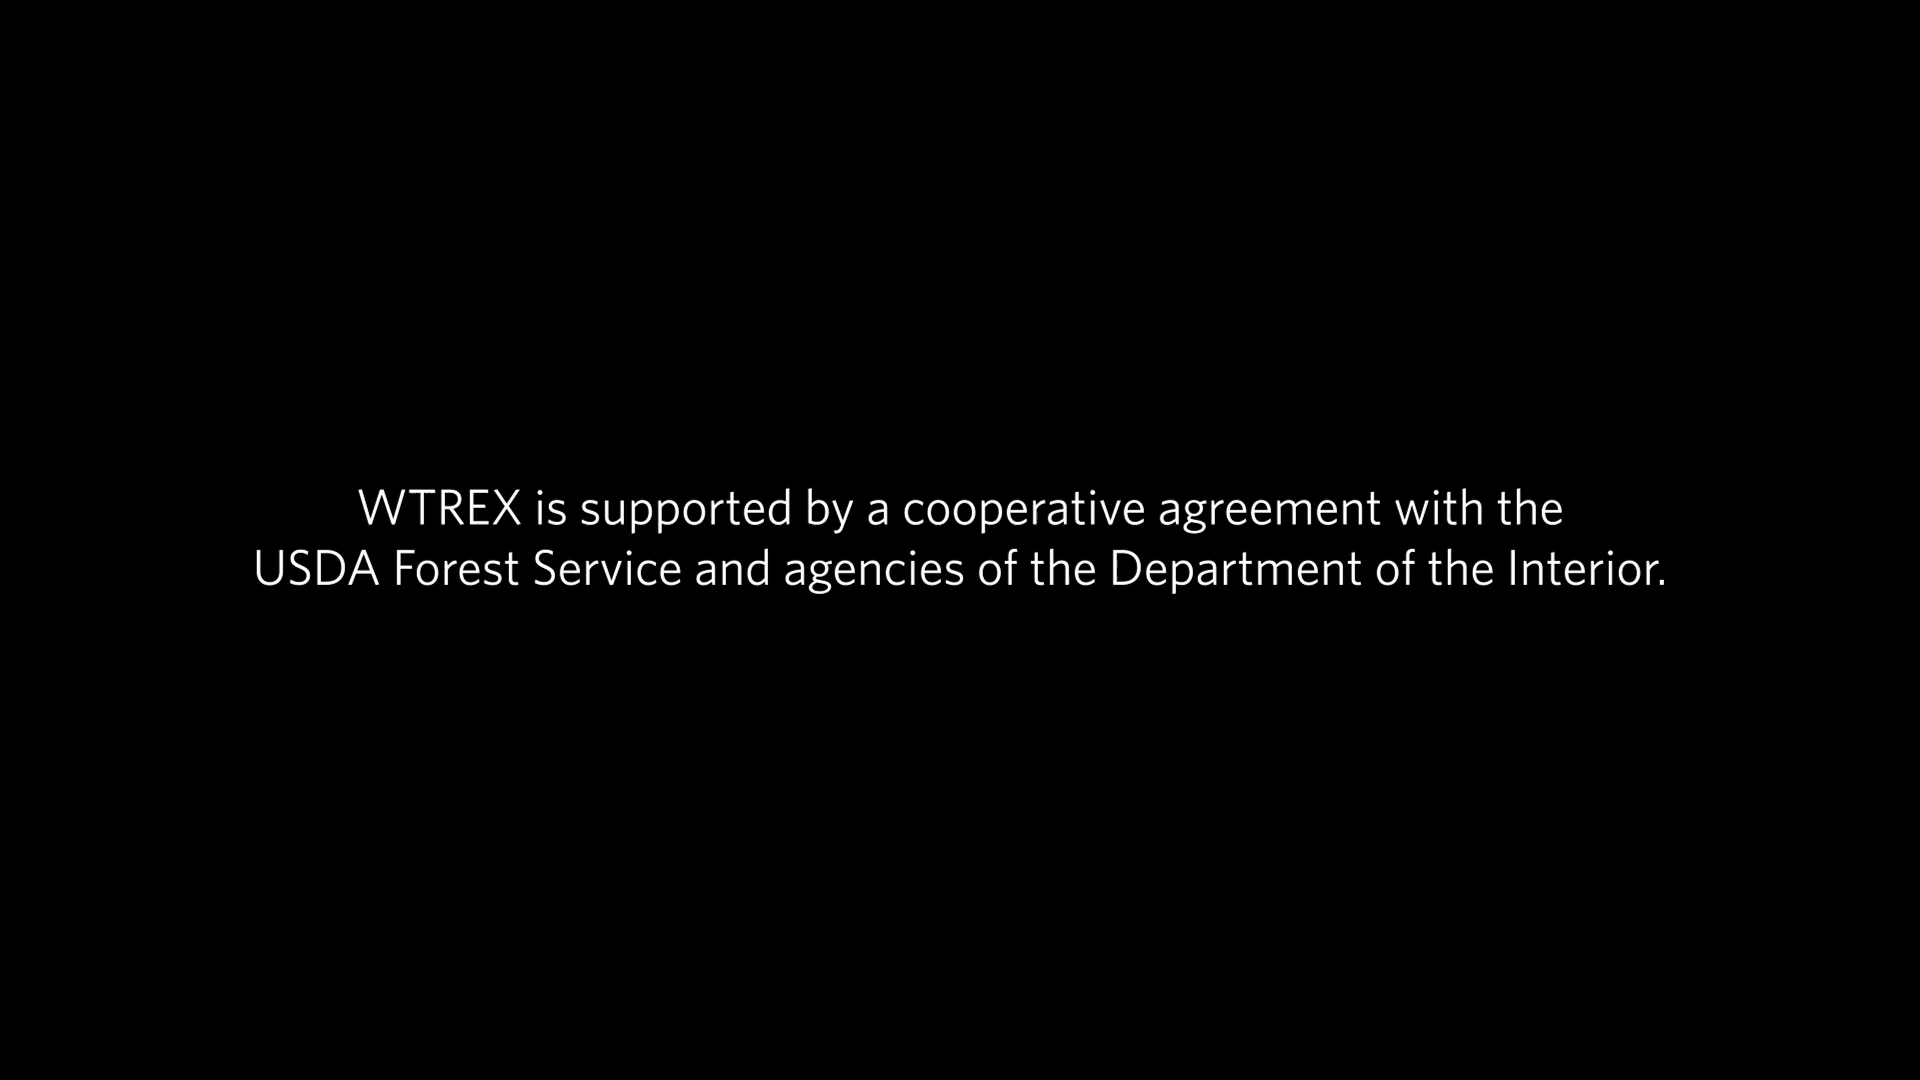 WTREX is supported by a cooperative agreement with the
USDA Forest Service and agencies of the Department of the Interior.